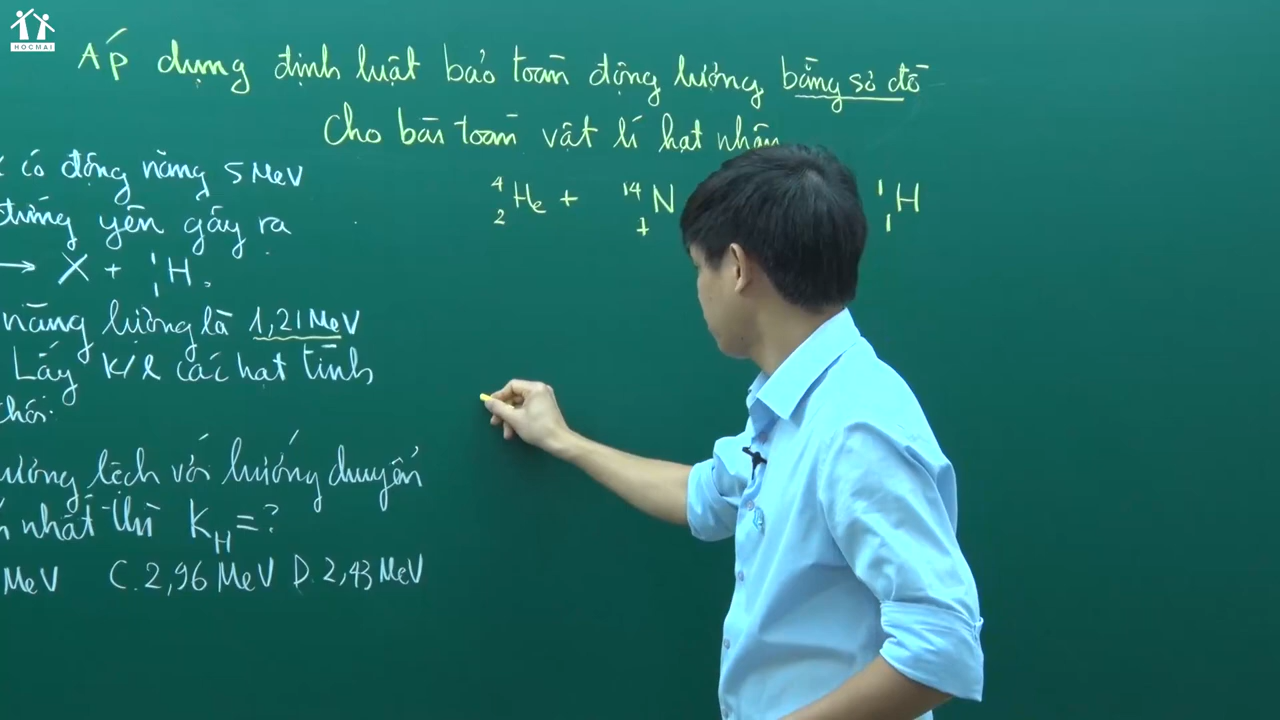 HOCMAI
Áp dụng định luật bảo toàn động lượng bằng sơ đồ
Cho bài toán vật lí hạt nhân
có động năng 5 MeV
đứng yên gây ra
→ X + ¹₁H.
năng lượng là 1,21 MeV
Lấy k/l các hạt tính
⁴₂He + ¹⁴₇N ¹₁H
hướng lệch với hướng chuyển
nhất thì K_H = ?
MeV C. 2,96 MeV D. 2,43 MeV